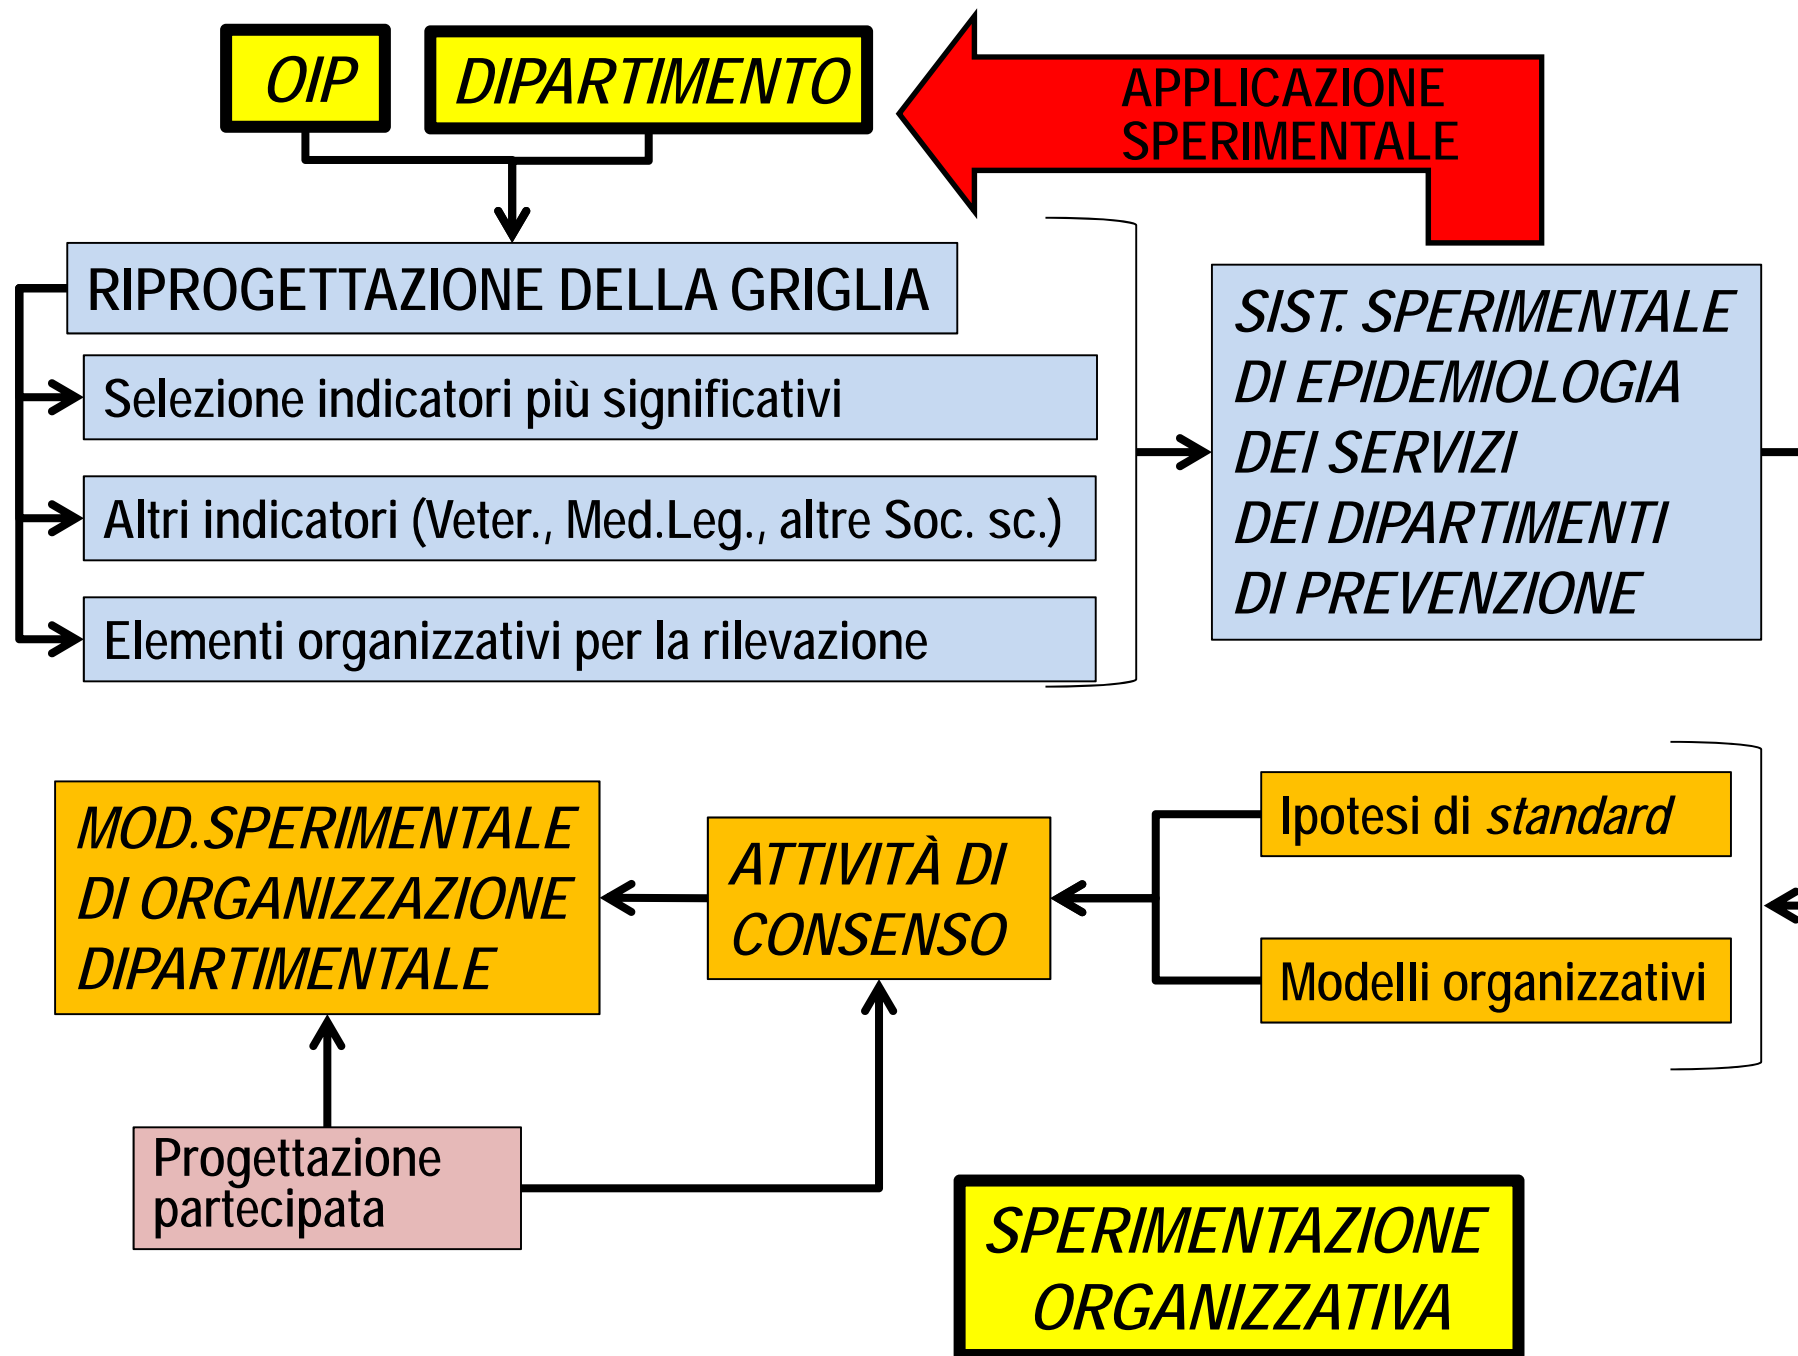 OIP
DIPARTIMENTO
APPLICAZIONE
SPERIMENTALE
RIPROGETTAZIONE DELLA GRIGLIA
Selezione indicatori più significativi
Altri indicatori (Veter., Med.Leg., altre Soc. sc.)
Elementi organizzativi per la rilevazione
SIST. SPERIMENTALE
DI EPIDEMIOLOGIA
DEI SERVIZI
DEI DIPARTIMENTI
DI PREVENZIONE
MOD.SPERIMENTALE
DI ORGANIZZAZIONE
DIPARTIMENTALE
ATTIVITÀ DI
CONSENSO
Ipotesi di standard
Modelli organizzativi
Progettazione
partecipata
SPERIMENTAZIONE
ORGANIZZATIVA